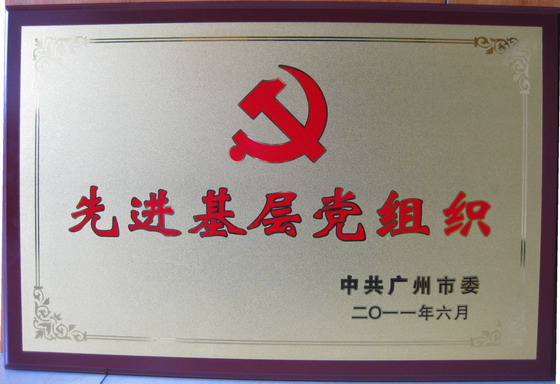 先进基层党组织
中共广州市委
二〇一一年六月